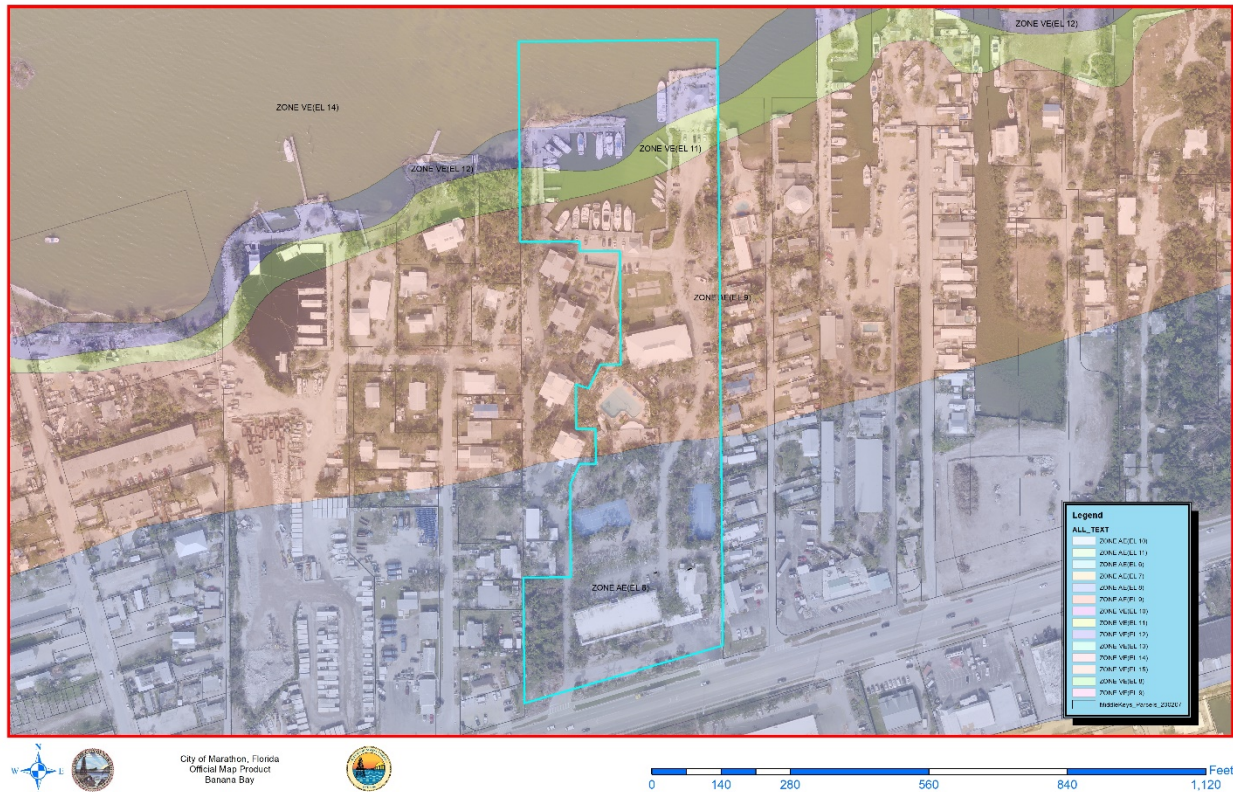 ZONE VE(EL 12)
ZONE VE(EL 14)
ZONE VE(EL 11)
ZONE VE(EL 12)
ZONE AE(EL 9)
ZONE AE(EL 8)
Legend
ALL_TEXT
ZONE AE(EL 10)
ZONE AE(EL 11)
ZONE AE(EL 6)
ZONE AE(EL 7)
ZONE AE(EL 8)
ZONE AE(EL 9)
ZONE VE(EL 10)
ZONE VE(EL 11)
ZONE VE(EL 12)
ZONE VE(EL 13)
ZONE VE(EL 14)
ZONE VE(EL 15)
ZONE VE(EL 8)
ZONE VE(EL 9)
N
W E
S
City of Marathon, Florida
Official Map Product
Banana Bay
Feet
0 140 280 560 840 1,120